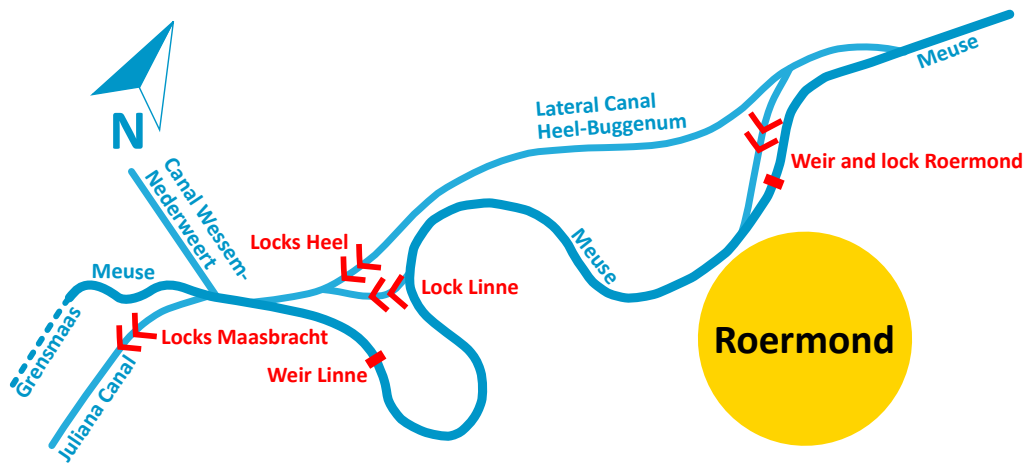 Meuse
Lateral Canal
Heel-Buggenum
N
Weir and lock Roermond
Canal Wessem-
Nederweert
Locks Heel
Meuse
Meuse
Lock Linne
Grensmaas
Locks Maasbracht
Roermond
Weir Linne
Juliana Canal